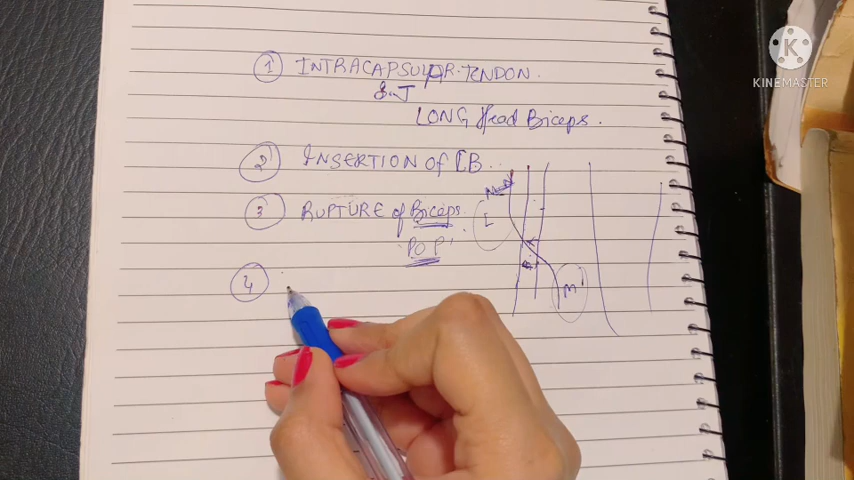 ① INTRACAPSULAR TENDON.
S.J
LONG Head Biceps.
② INSERTION of CB.
③ RUPTURE of Biceps.
'POP'
④
L
M
K
KINEMASTER